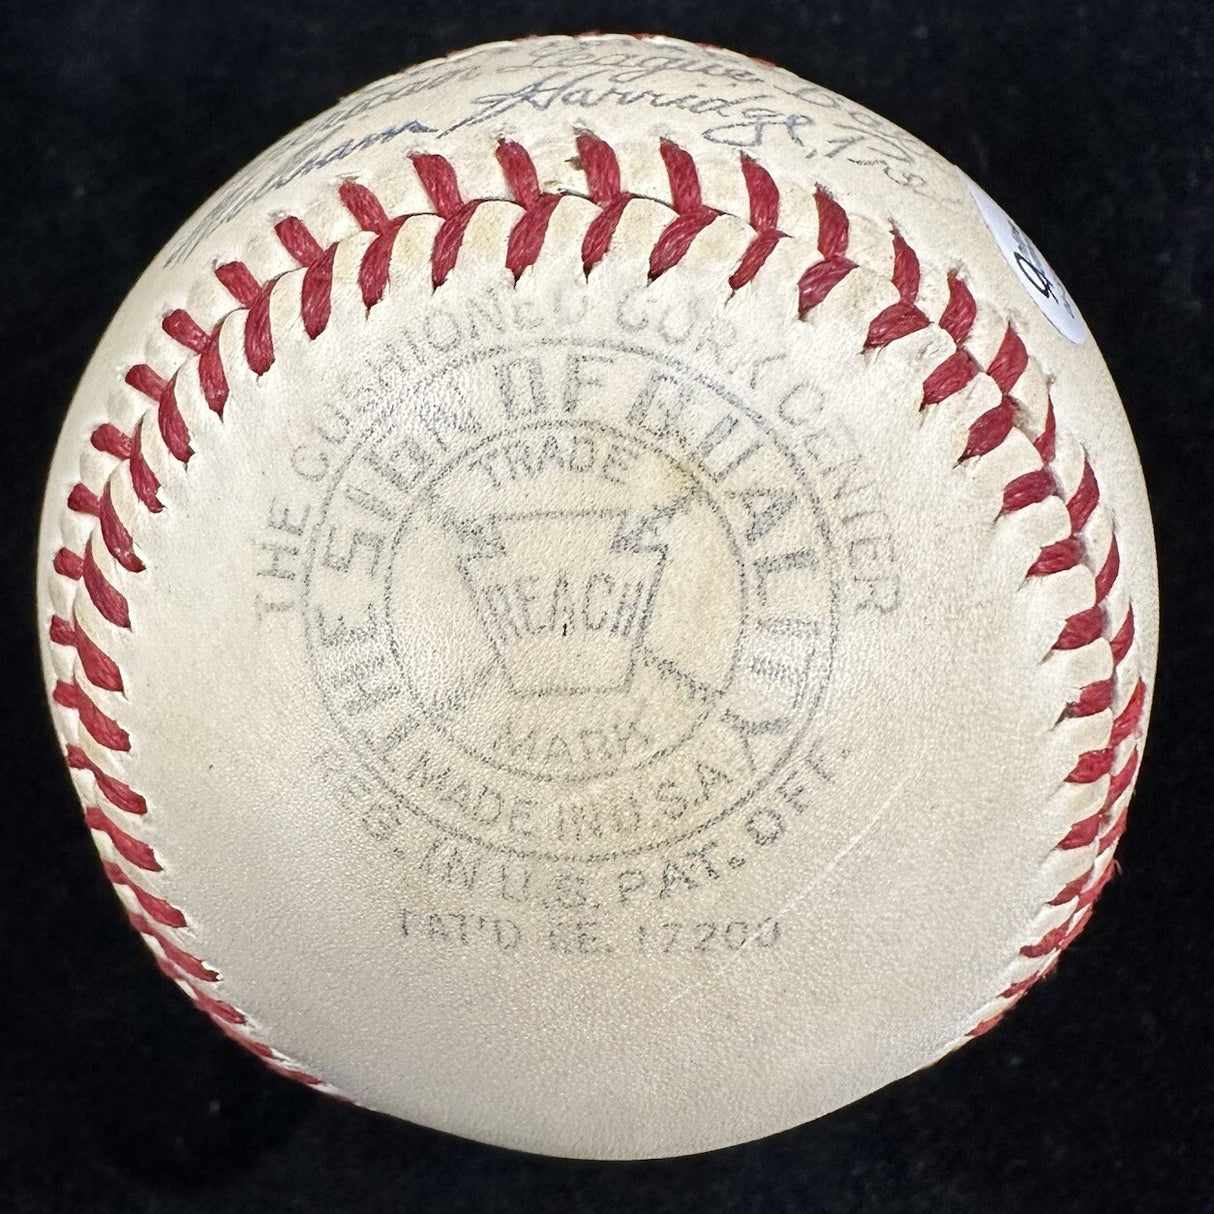 League
Harridge, Pres
THE CUSHIONED CORK CENTER
THE SIGN OF QUALITY
TRADE
REACH
MARK
MADE IN U.S.A.
REG. IN U.S. PAT. OFF.
PAT'D RE. 17200